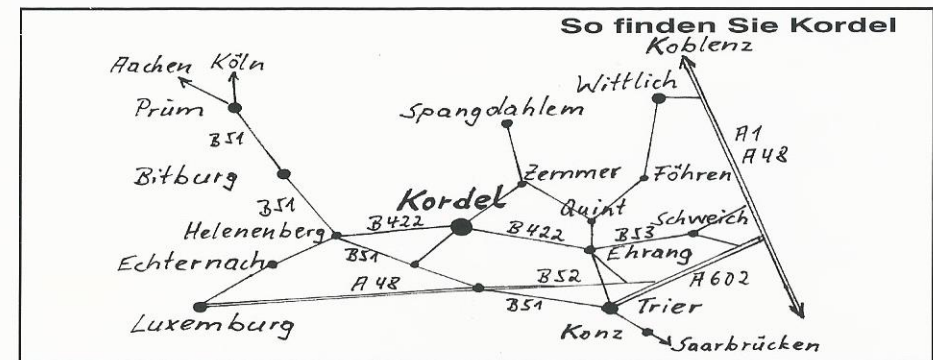 So finden Sie Kordel
Koblenz
Aachen Köln
Wittlich
Prüm
Spangdahlem
B51
A1
A48
Bitburg
Zemmer
Föhren
Kordel
B51
Quint
Schweich
Helenenberg
B422
B422
B53
Echternach
B51
Ehrang
A48
B52
A602
Luxemburg
B51
Trier
Konz
Saarbrücken